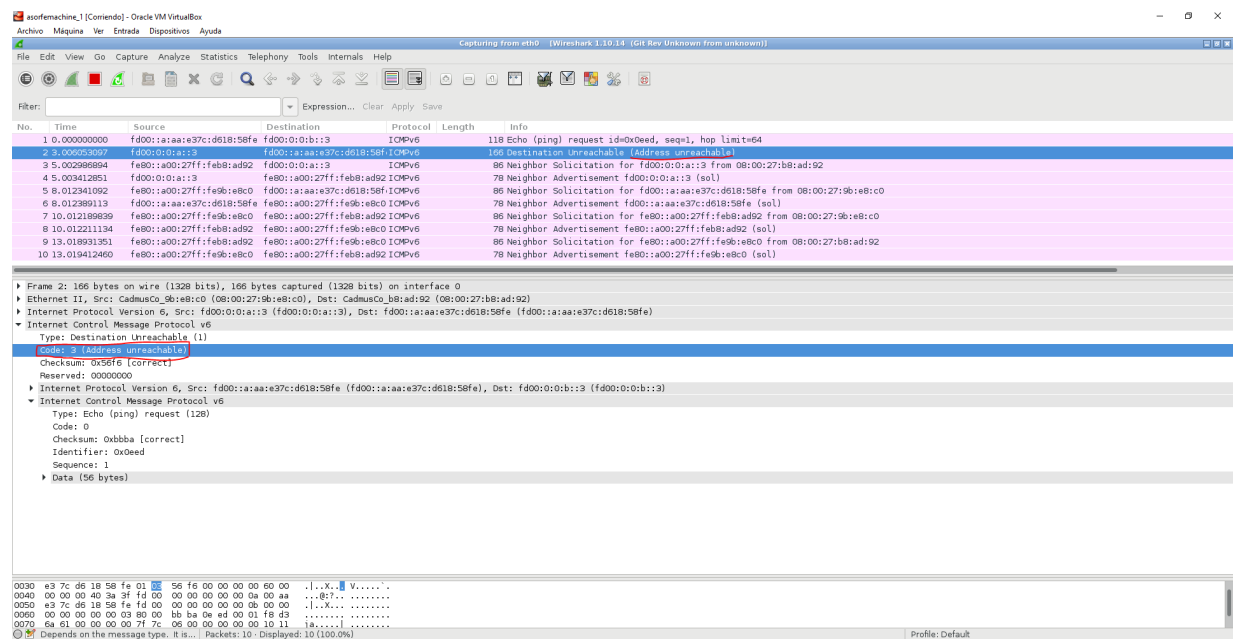 asorfemachine_1 [Corriendo] - Oracle VM VirtualBox
Archivo Máquina Ver Entrada Dispositivos Ayuda
Capturing from eth0 [Wireshark 1.10.14 (Git Rev Unknown from unknown)]
File Edit View Go Capture Analyze Statistics Telephony Tools Internals Help
Filter: Expression... Clear Apply Save
No. Time Source Destination Protocol Length Info
1 0.000000000 fd00::a:aa:e37c:d618:58fe fd00:0:0:b::3 ICMPv6 118 Echo (ping) request id=0x0eed, seq=1, hop limit=64
2 3.006053097 fd00:0:0:a::3 fd00::a:aa:e37c:d618:58f ICMPv6 166 Destination Unreachable (Address unreachable)
3 5.002986894 fe80::a00:27ff:feb8:ad92 fd00:0:0:a::3 ICMPv6 86 Neighbor Solicitation for fd00:0:0:a::3 from 08:00:27:b8:ad:92
4 5.003412851 fd00:0:0:a::3 fe80::a00:27ff:feb8:ad92 ICMPv6 78 Neighbor Advertisement fd00:0:0:a::3 (sol)
5 8.012341092 fe80::a00:27ff:fe9b:e8c0 fd00::a:aa:e37c:d618:58f ICMPv6 86 Neighbor Solicitation for fd00::a:aa:e37c:d618:58fe from 08:00:27:9b:e8:c0
6 8.012389113 fd00::a:aa:e37c:d618:58fe fe80::a00:27ff:fe9b:e8c0 ICMPv6 78 Neighbor Advertisement fd00::a:aa:e37c:d618:58fe (sol)
7 10.012189839 fe80::a00:27ff:fe9b:e8c0 fe80::a00:27ff:feb8:ad92 ICMPv6 86 Neighbor Solicitation for fe80::a00:27ff:feb8:ad92 from 08:00:27:9b:e8:c0
8 10.012211134 fe80::a00:27ff:feb8:ad92 fe80::a00:27ff:fe9b:e8c0 ICMPv6 78 Neighbor Advertisement fe80::a00:27ff:feb8:ad92 (sol)
9 13.018931351 fe80::a00:27ff:feb8:ad92 fe80::a00:27ff:fe9b:e8c0 ICMPv6 86 Neighbor Solicitation for fe80::a00:27ff:fe9b:e8c0 from 08:00:27:b8:ad:92
10 13.019412460 fe80::a00:27ff:fe9b:e8c0 fe80::a00:27ff:feb8:ad92 ICMPv6 78 Neighbor Advertisement fe80::a00:27ff:fe9b:e8c0 (sol)
Frame 2: 166 bytes on wire (1328 bits), 166 bytes captured (1328 bits) on interface 0
Ethernet II, Src: CadmusCo_9b:e8:c0 (08:00:27:9b:e8:c0), Dst: CadmusCo_b8:ad:92 (08:00:27:b8:ad:92)
Internet Protocol Version 6, Src: fd00:0:0:a::3 (fd00:0:0:a::3), Dst: fd00::a:aa:e37c:d618:58fe (fd00::a:aa:e37c:d618:58fe)
Internet Control Message Protocol v6
Type: Destination Unreachable (1)
Code: 3 (Address unreachable)
Checksum: 0x56f6 [correct]
Reserved: 00000000
Internet Protocol Version 6, Src: fd00::a:aa:e37c:d618:58fe (fd00::a:aa:e37c:d618:58fe), Dst: fd00:0:0:b::3 (fd00:0:0:b::3)
Internet Control Message Protocol v6
Type: Echo (ping) request (128)
Code: 0
Checksum: 0xbbba [correct]
Identifier: 0x0eed
Sequence: 1
Data (56 bytes)
0030 e3 7c d6 18 58 fe 01 03 56 f6 00 00 00 00 60 00 .|..X... V.....`.
0040 00 00 00 40 3a 3f fd 00 00 00 00 00 00 0a 00 aa ...@:?.. ........
0050 e3 7c d6 18 58 fe fd 00 00 00 00 00 00 0b 00 00 .|..X... ........
0060 00 00 00 00 00 03 80 00 bb ba 0e ed 00 01 f8 d3 ........ ........
0070 6a 61 00 00 00 00 7f 7c 06 00 00 00 00 00 10 11 ja.....| ........
Depends on the message type. It is... Packets: 10 · Displayed: 10 (100.0%) Profile: Default